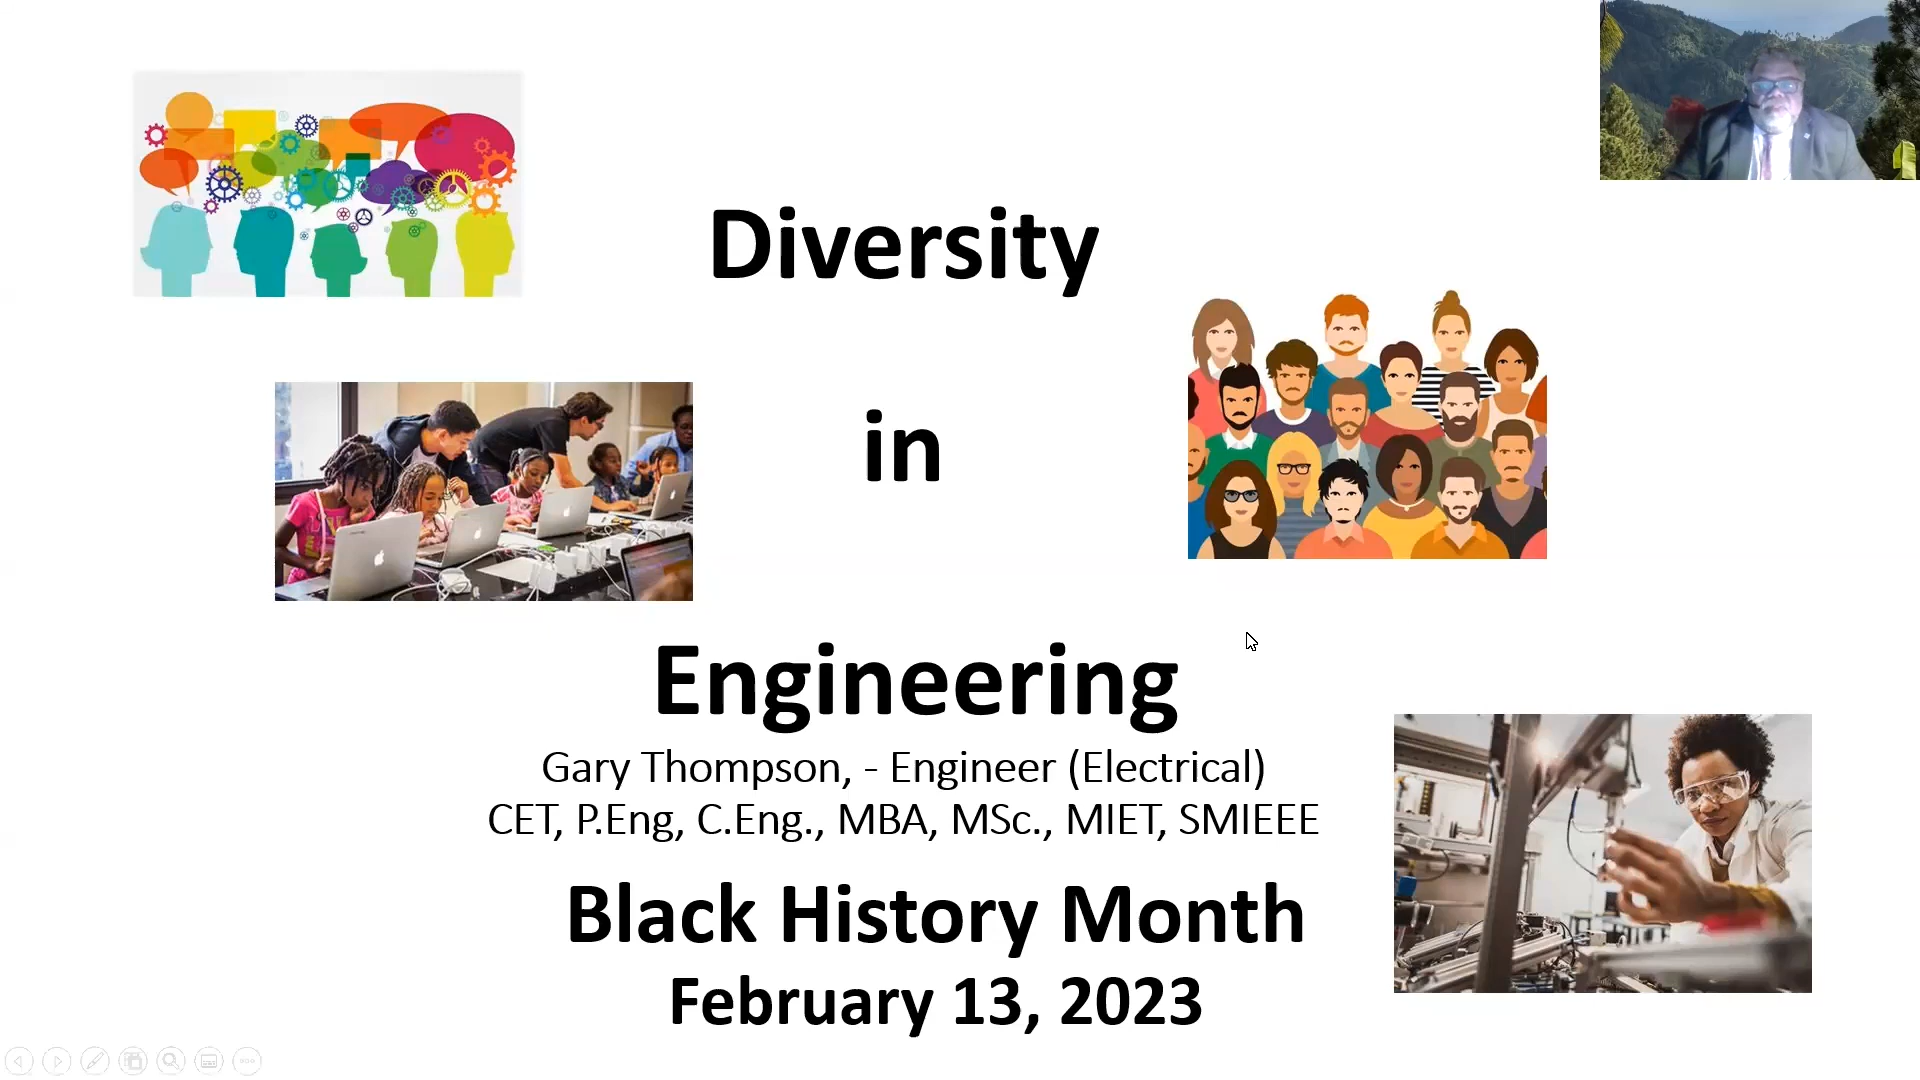 Diversity
in
Engineering
Gary Thompson, - Engineer (Electrical)
CET, P.Eng, C.Eng., MBA, MSc., MIET, SMIEEE
Black History Month
February 13, 2023